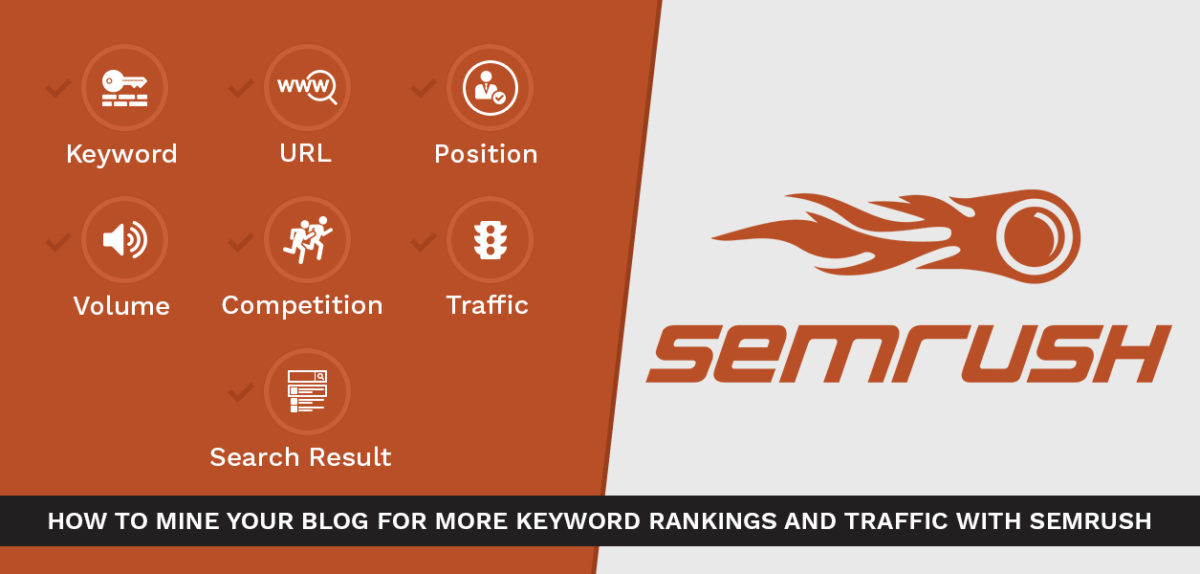 www
Keyword
URL
Position
Volume
Competition
Traffic
Search Result
semrush
HOW TO MINE YOUR BLOG FOR MORE KEYWORD RANKINGS AND TRAFFIC WITH SEMRUSH